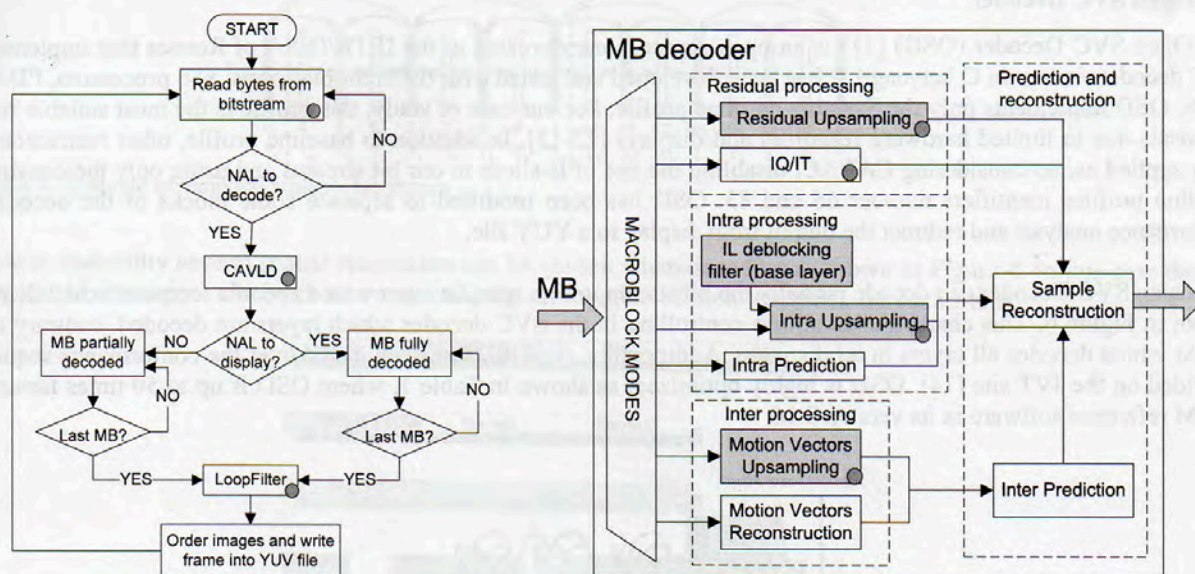 START
Read bytes from
bitstream
NO
NAL to
decode?
YES
CAVLD
NAL to
display?
NO
YES
MB partially
decoded
MB fully
decoded
NO
NO
Last MB?
Last MB?
YES
LoopFilter
YES
Order images and write
frame into YUV file
MB
MB decoder
MACROBLOCK MODES
Residual processing
Residual Upsampling
IQ/IT
Intra processing
deblocking
filter (base layer)
Intra Upsampling
Intra Prediction
Inter processing
Motion Vectors
Upsampling
Motion Vectors
Reconstruction
Prediction and
reconstruction
Sample
Reconstruction
Inter Prediction